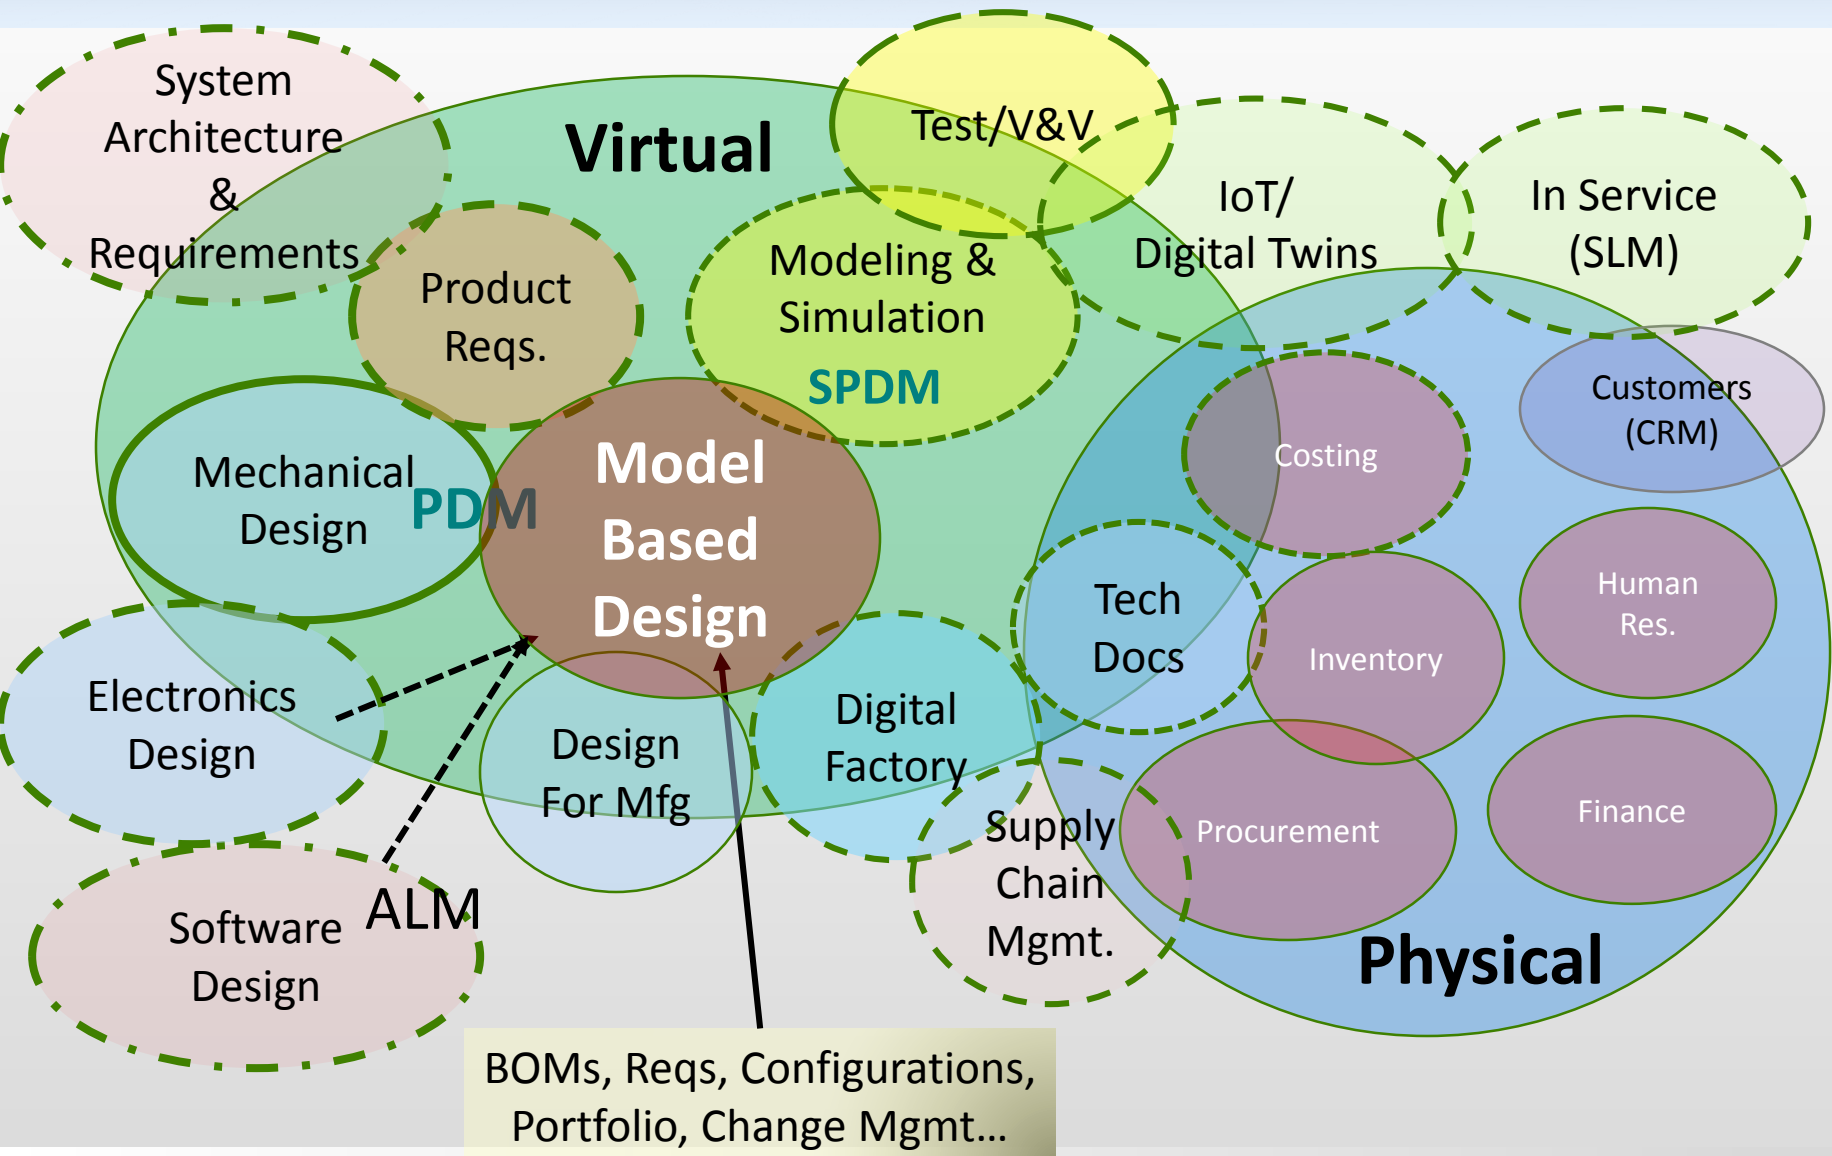 System
Architecture
&
Requirements
Virtual
Test/V&V
IoT/
Digital Twins
In Service
(SLM)
Product
Reqs.
Modeling &
Simulation
SPDM
Customers
(CRM)
Mechanical
Design
PDM
Model
Based
Design
Costing
Tech
Docs
Inventory
Human
Res.
Electronics
Design
Design
For Mfg
Digital
Factory
Supply
Chain
Mgmt.
Procurement
Finance
Software
Design
ALM
Physical
BOMs, Reqs, Configurations,
Portfolio, Change Mgmt...